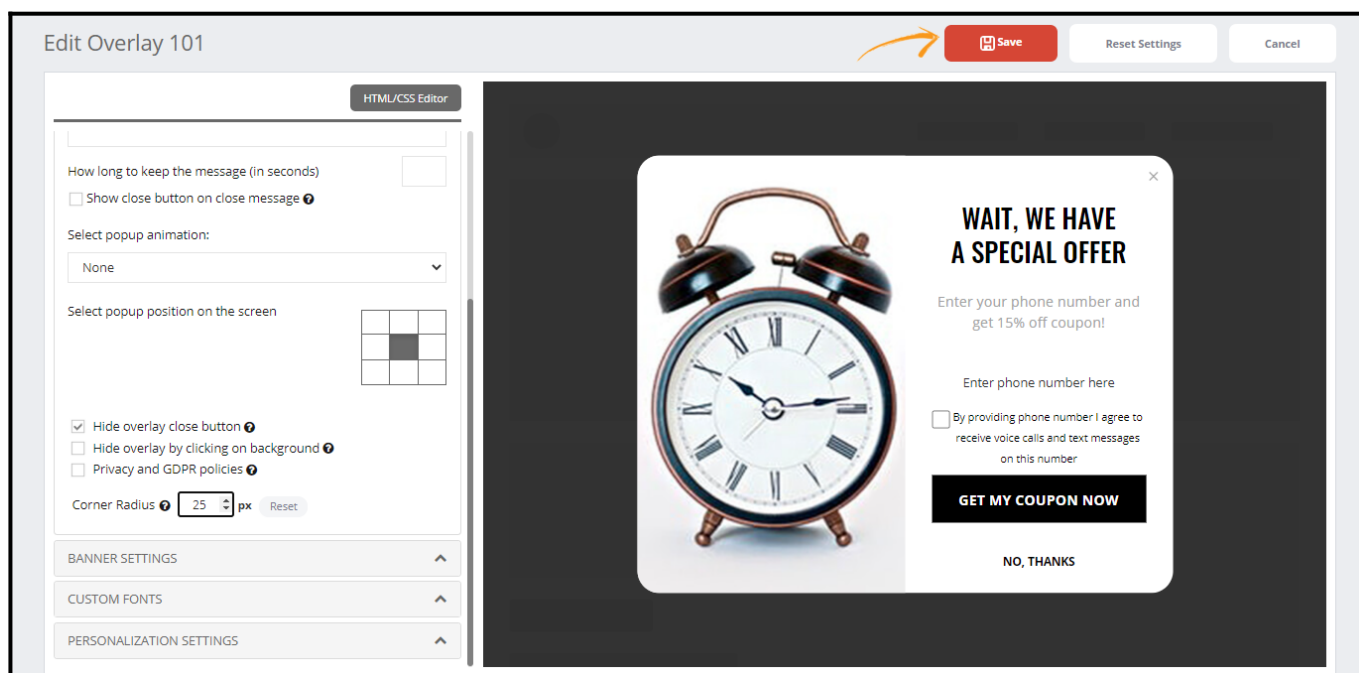 Edit Overlay 101
Save
Reset Settings
Cancel
HTML/CSS Editor
How long to keep the message (in seconds)
Show close button on close message
Select popup animation:
None
Select popup position on the screen
Hide overlay close button
Hide overlay by clicking on background
Privacy and GDPR policies
Corner Radius 25 px Reset
BANNER SETTINGS
CUSTOM FONTS
PERSONALIZATION SETTINGS
WAIT, WE HAVE
A SPECIAL OFFER
Enter your phone number and
get 15% off coupon!
Enter phone number here
By providing phone number I agree to
receive voice calls and text messages
on this number
GET MY COUPON NOW
NO, THANKS